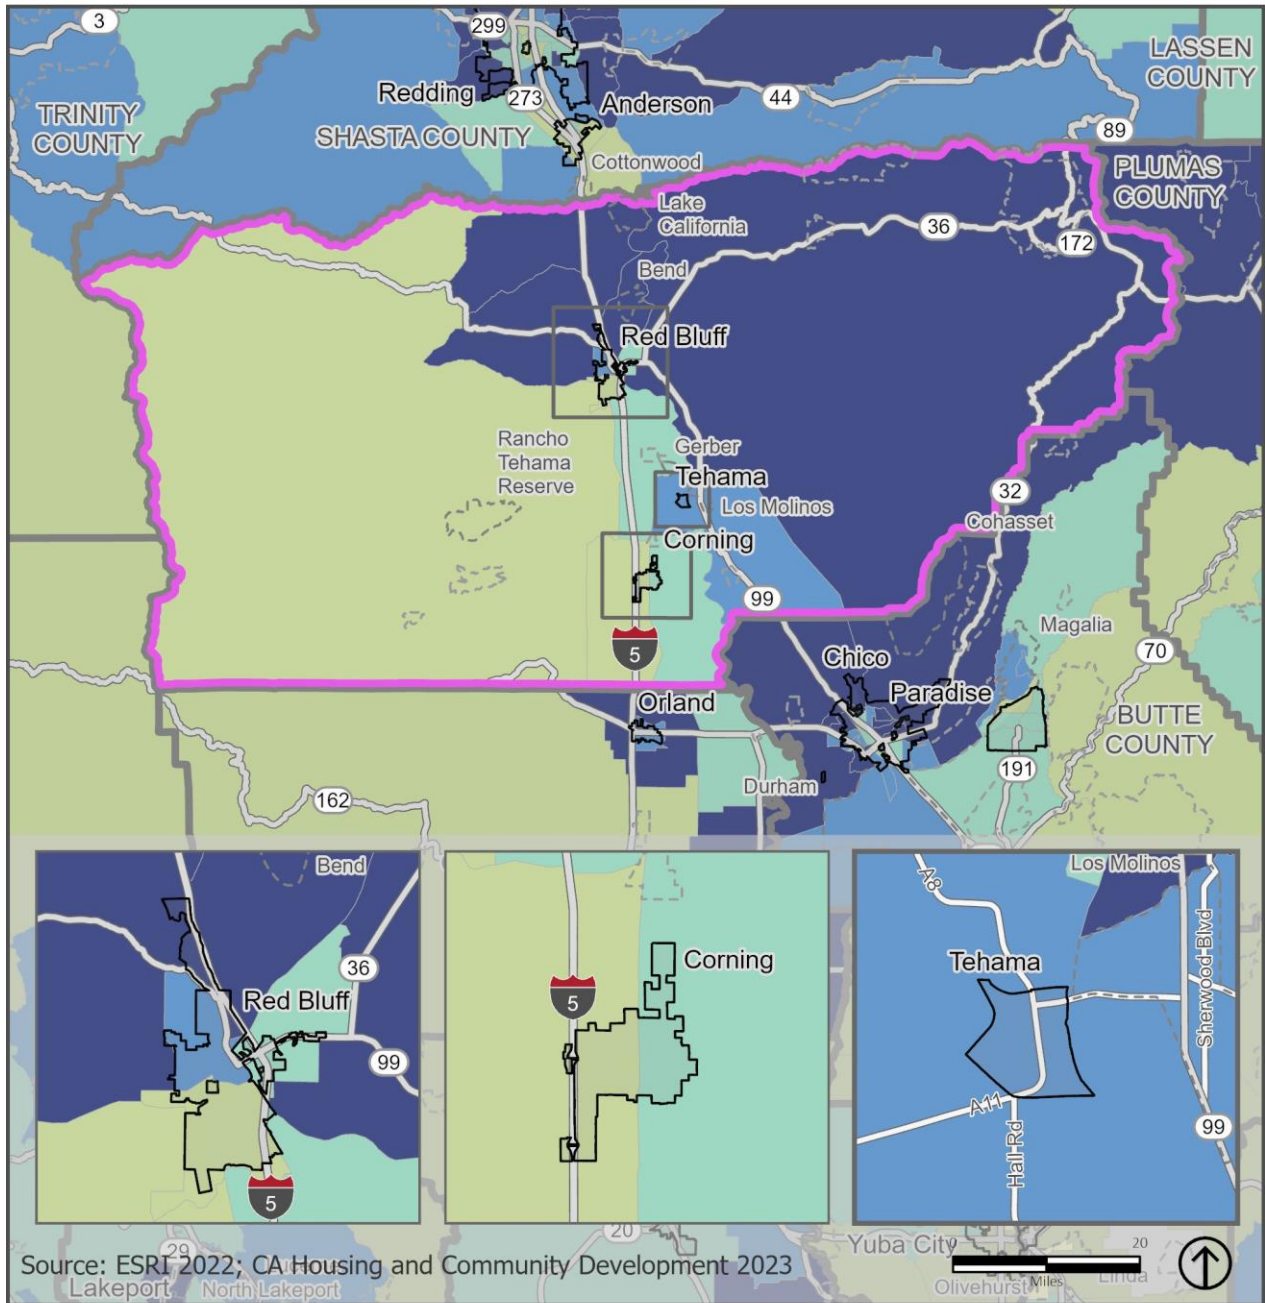 3
299
LASSEN
COUNTY
Redding
273
Anderson
44
TRINITY
COUNTY
SHASTA COUNTY
89
Cottonwood
PLUMAS
COUNTY
Lake
California
36
172
Bend
Red Bluff
Rancho
Tehama
Reserve
Gerber
Tehama
Los Molinos
32
Cohasset
Corning
99
Magalia
5
70
Chico
Paradise
Orland
BUTTE
COUNTY
191
Durham
162
Bend
36
Red Bluff
99
5
Corning
5
Los Molinos
A8
Tehama
Sherwood Blvd
A11
Hall Rd
99
20
29
Source: ESRI 2022; CA Housing and Community Development 2023
Yuba City
0 20
Miles
Lakeport
North Lakeport
Olivehurst
Linda